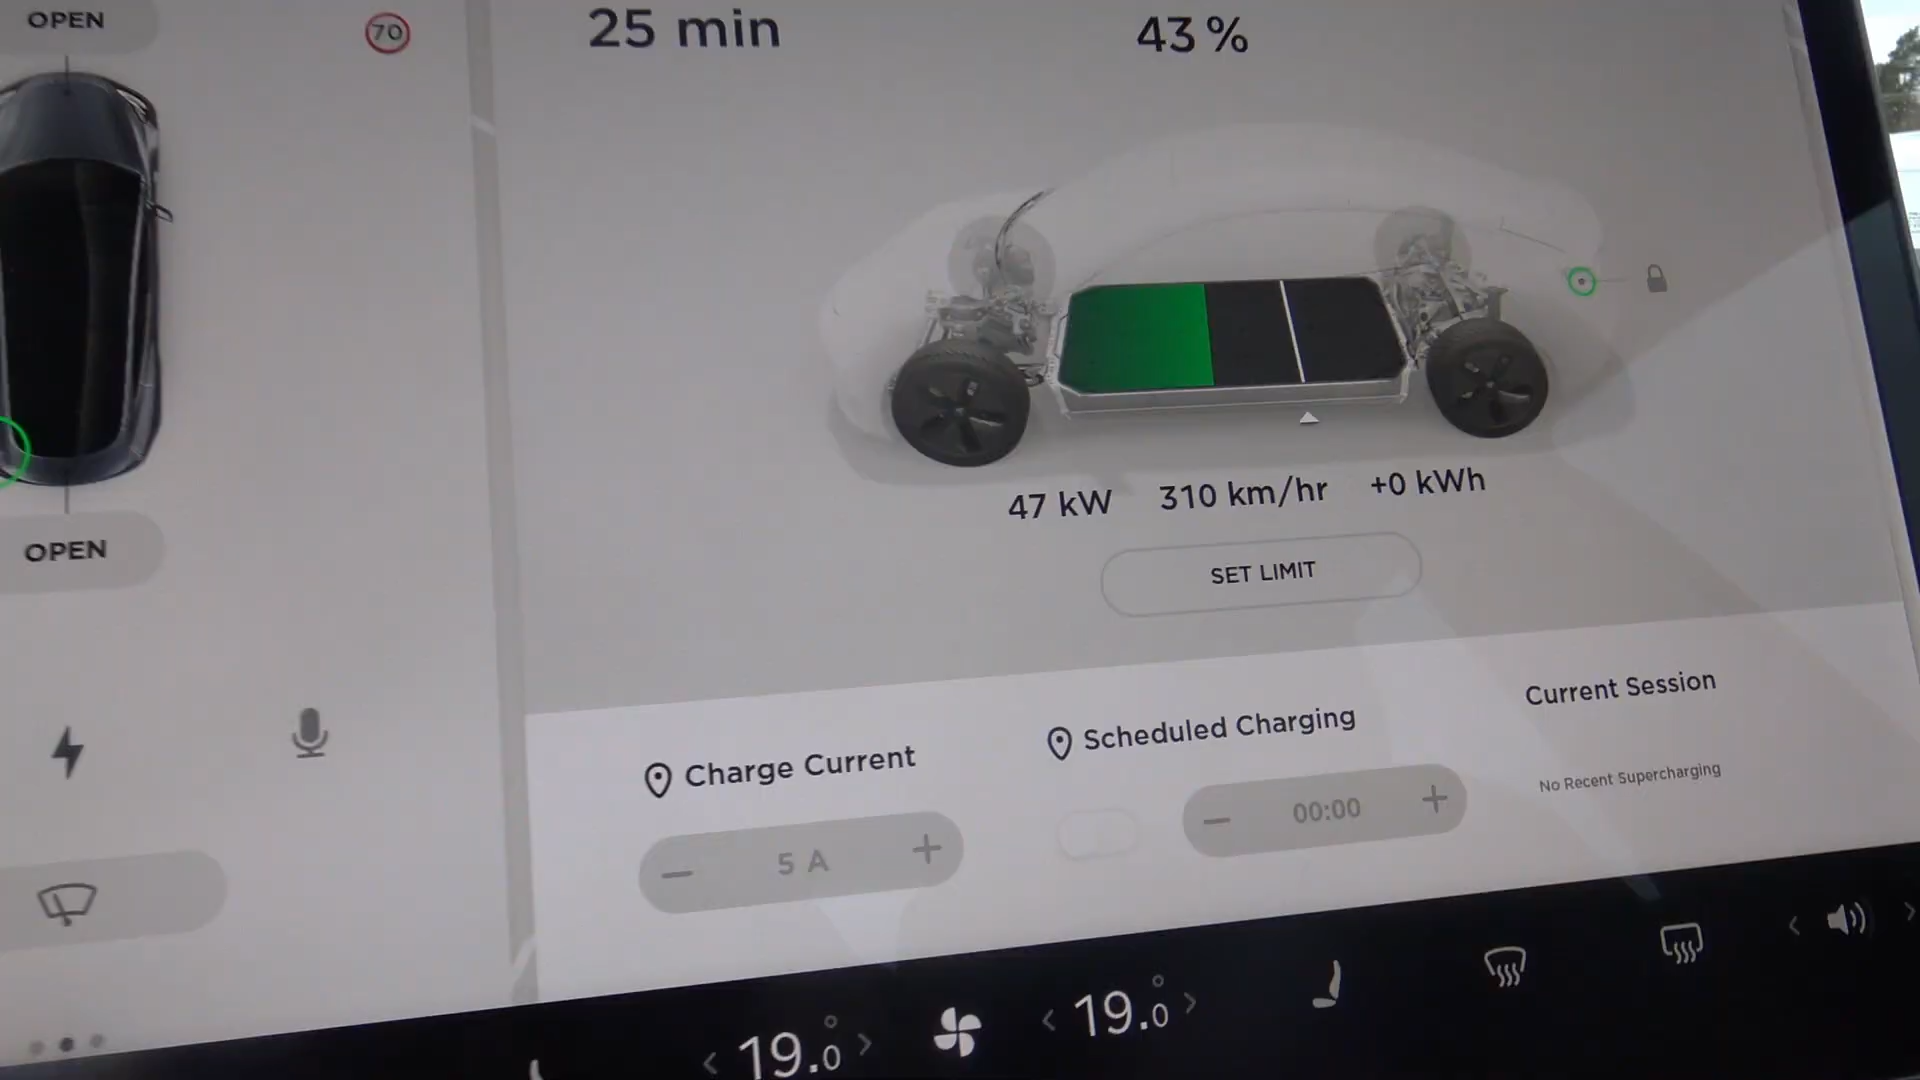 OPEN
70
25 min
43 %
47 kW 310 km/hr +0 kWh
SET LIMIT
OPEN
Charge Current
5 A
Scheduled Charging
00:00
Current Session
No Recent Supercharging
19.0
19.0